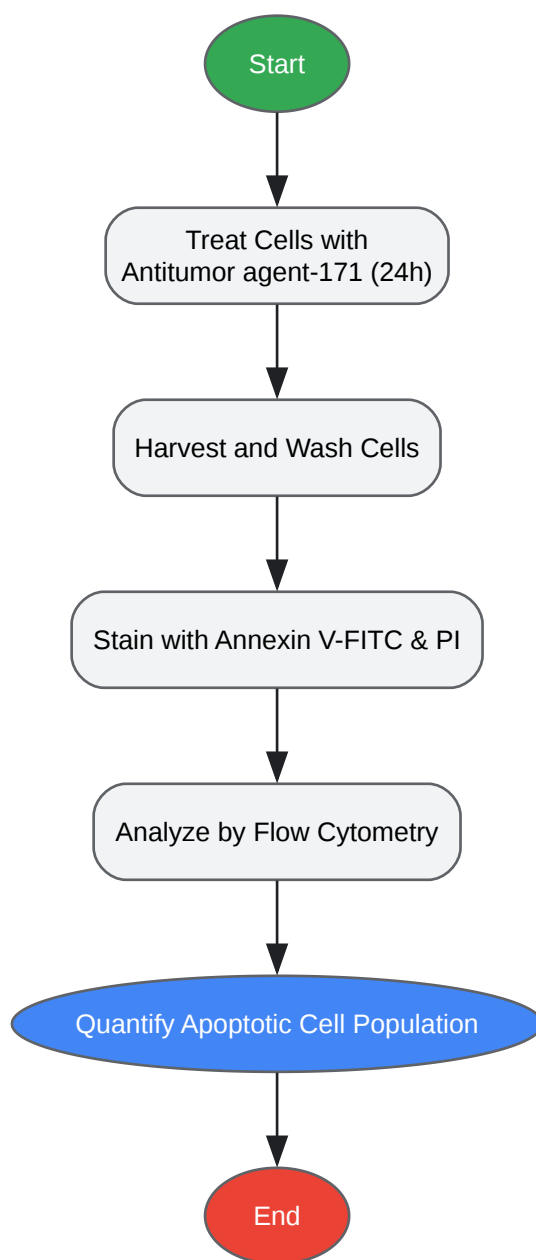 Start
Treat Cells with
Antitumor agent-171 (24h)
Harvest and Wash Cells
Stain with Annexin V-FITC & PI
Analyze by Flow Cytometry
Quantify Apoptotic Cell Population
End